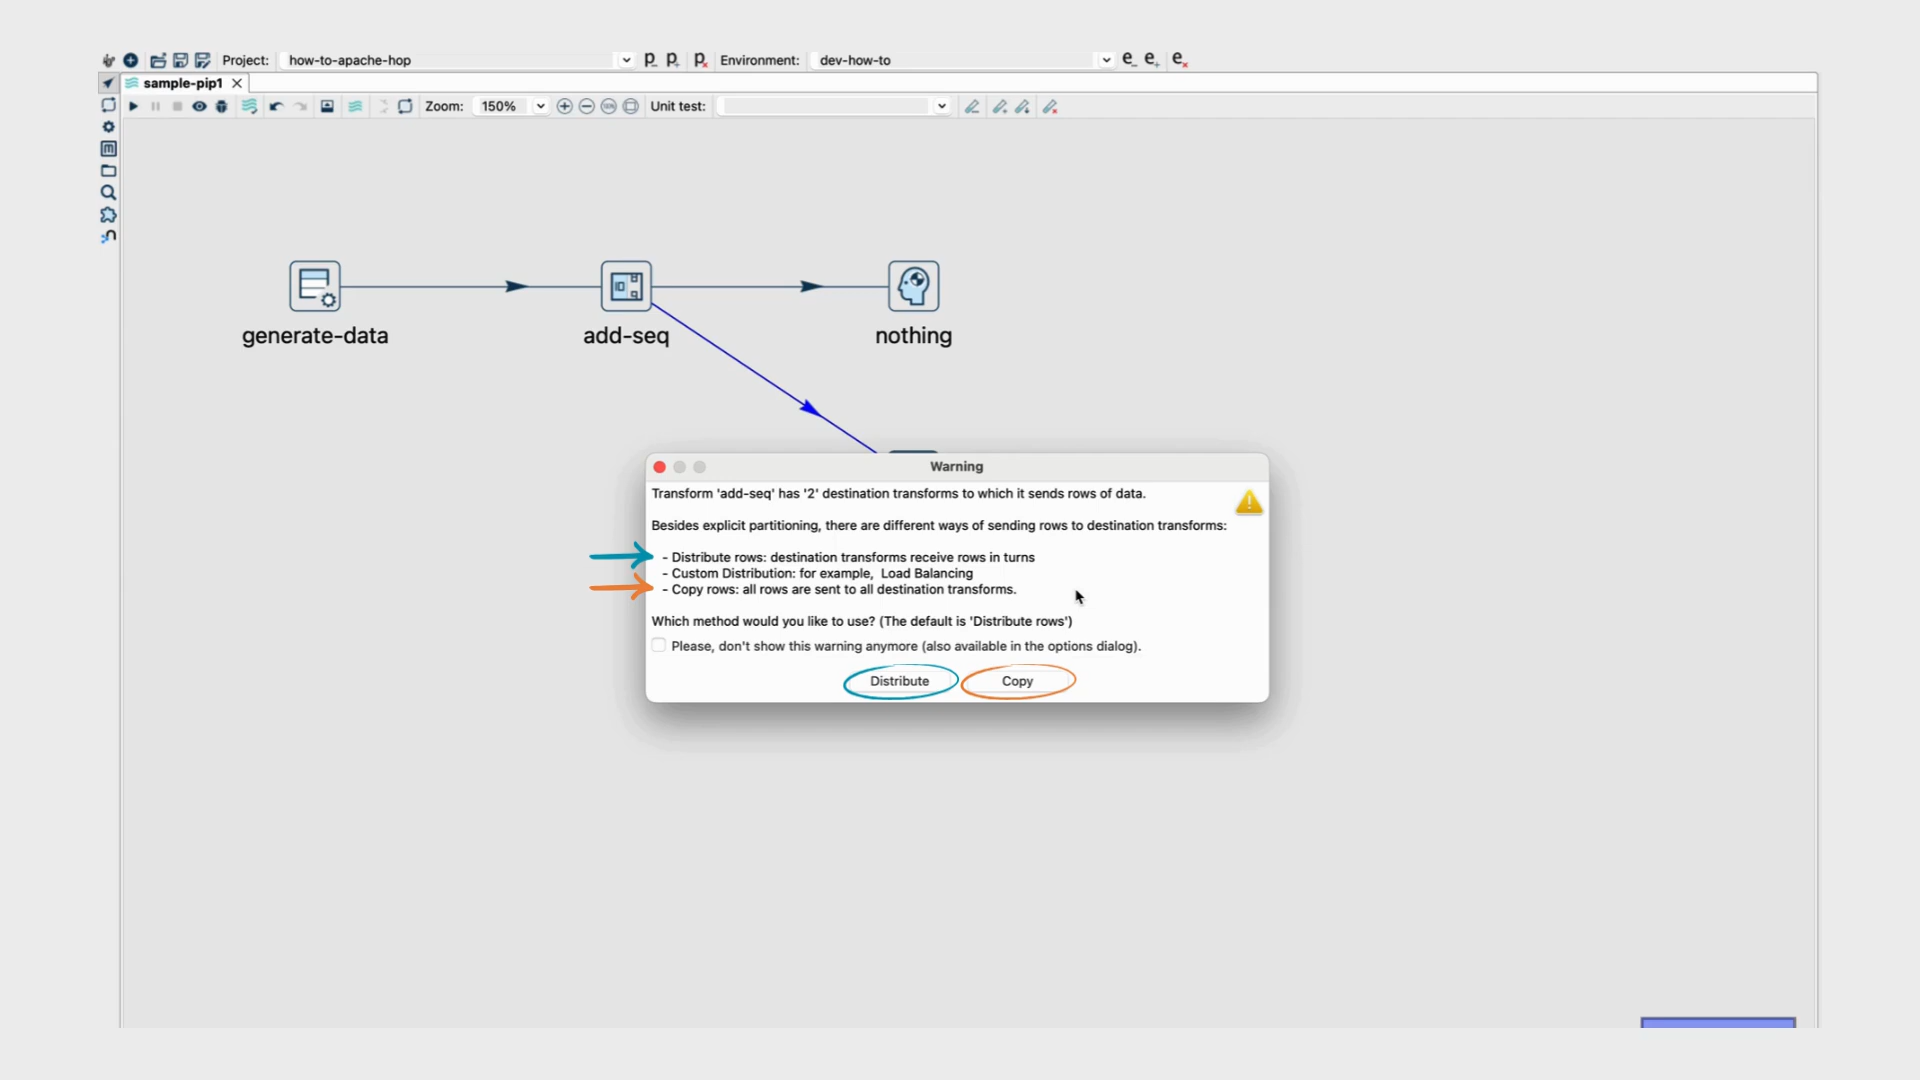 Project: how-to-apache-hop Environment: dev-how-to
sample-pip1
Zoom: 150% Unit test:
generate-data add-seq nothing
Warning
Transform 'add-seq' has '2' destination transforms to which it sends rows of data.
Besides explicit partitioning, there are different ways of sending rows to destination transforms:
- Distribute rows: destination transforms receive rows in turns
- Custom Distribution: for example, Load Balancing
- Copy rows: all rows are sent to all destination transforms.
Which method would you like to use? (The default is 'Distribute rows')
Please, don't show this warning anymore (also available in the options dialog).
Distribute Copy